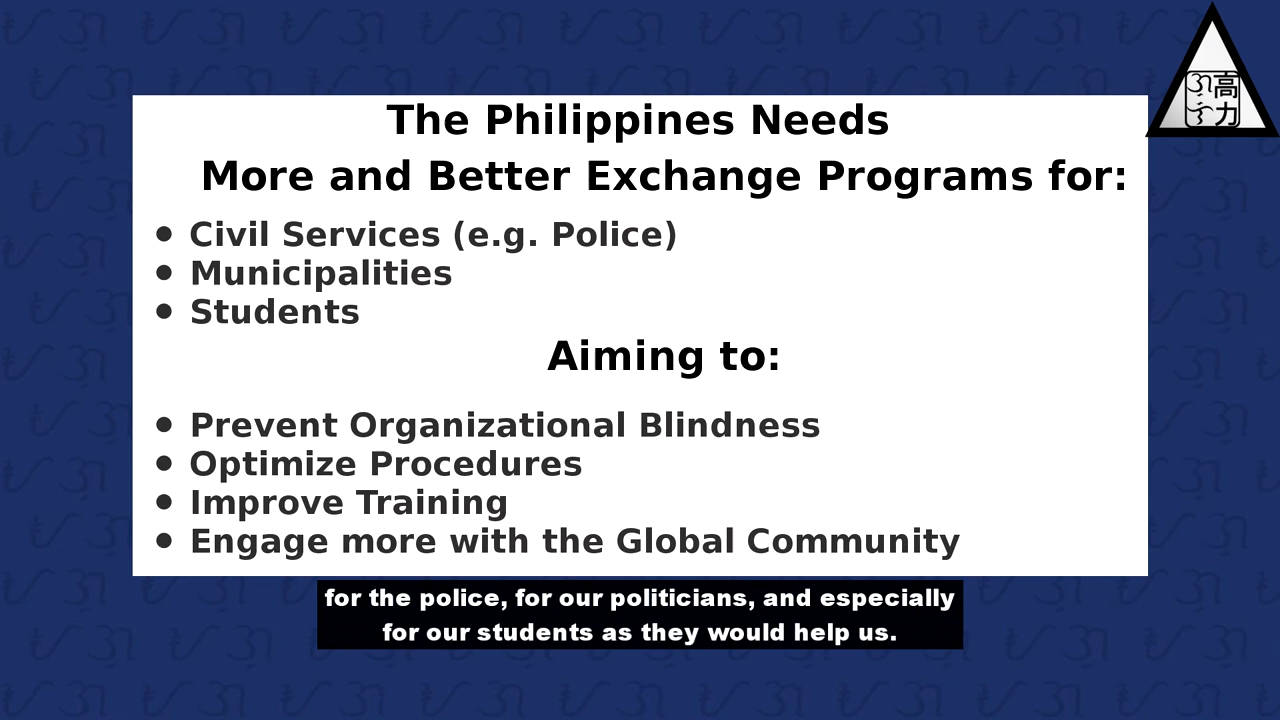 The Philippines Needs
More and Better Exchange Programs for:
• Civil Services (e.g. Police)
• Municipalities
• Students
Aiming to:
• Prevent Organizational Blindness
• Optimize Procedures
• Improve Training
• Engage more with the Global Community
for the police, for our politicians, and especially
for our students as they would help us.
高
力